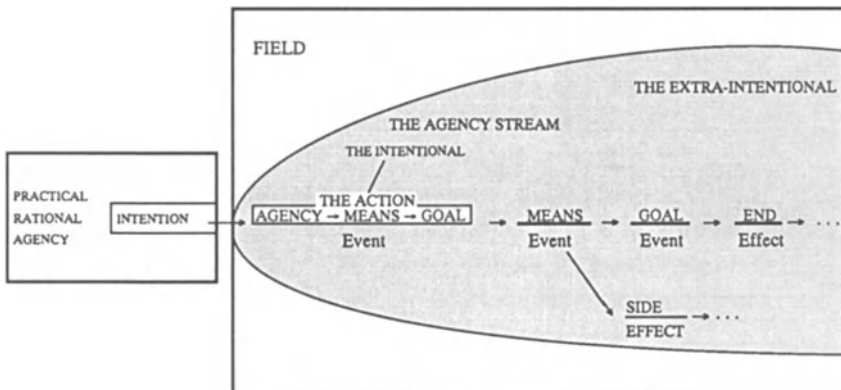 FIELD
THE EXTRA-INTENTIONAL
THE AGENCY STREAM
THE INTENTIONAL
PRACTICAL
RATIONAL
AGENCY
INTENTION
THE ACTION
AGENCY → MEANS → GOAL
Event
MEANS
Event
GOAL
Event
END
Effect
...
SIDE
EFFECT
...